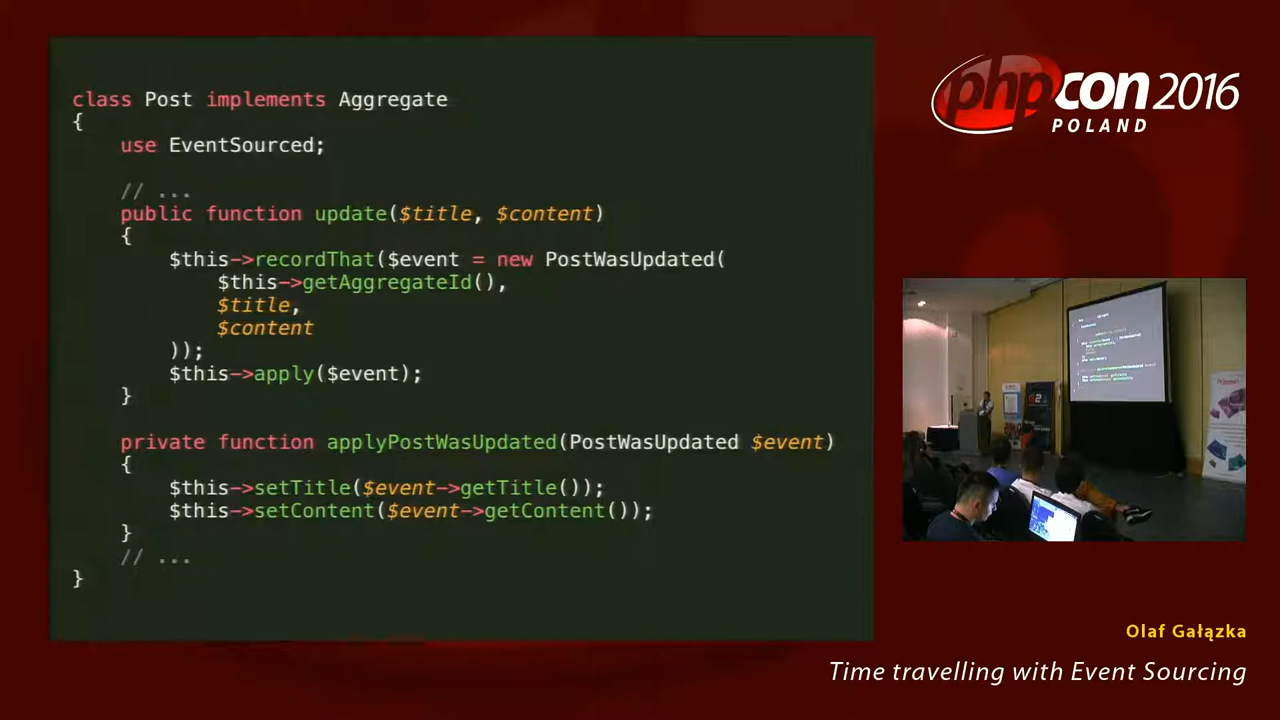 class Post implements Aggregate
{
    use EventSourced;
    // ...
    public function update($title, $content)
    {
        $this->recordThat($event = new PostWasUpdated(
            $this->getAggregateId(),
            $title,
            $content
        ));
        $this->apply($event);
    }
    private function applyPostWasUpdated(PostWasUpdated $event)
    {
        $this->setTitle($event->getTitle());
        $this->setContent($event->getContent());
    }
    // ...
}
phpcon 2016
POLAND
Olaf Gałązka
Time travelling with Event Sourcing